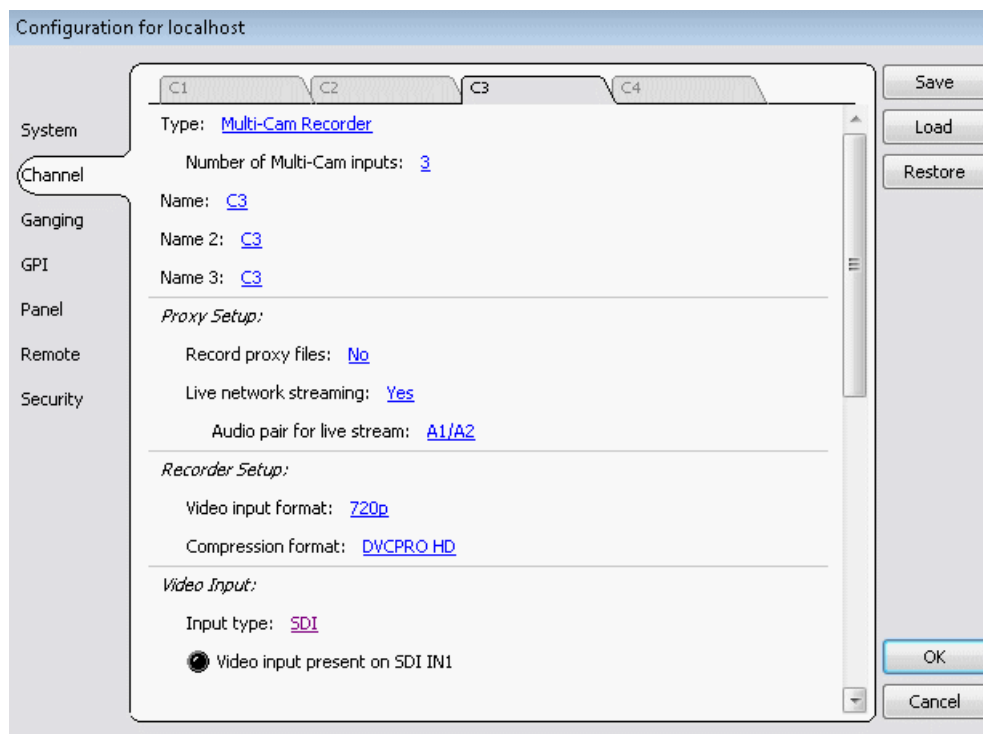 Configuration for localhost
C1
C2
C3
C4
Save
Load
Restore
System
Channel
Ganging
GPI
Panel
Remote
Security
Type: Multi-Cam Recorder
Number of Multi-Cam inputs: 3
Name: C3
Name 2: C3
Name 3: C3
Proxy Setup:
Record proxy files: No
Live network streaming: Yes
Audio pair for live stream: A1/A2
Recorder Setup:
Video input format: 720p
Compression format: DVCPRO HD
Video Input:
Input type: SDI
Video input present on SDI IN1
OK
Cancel